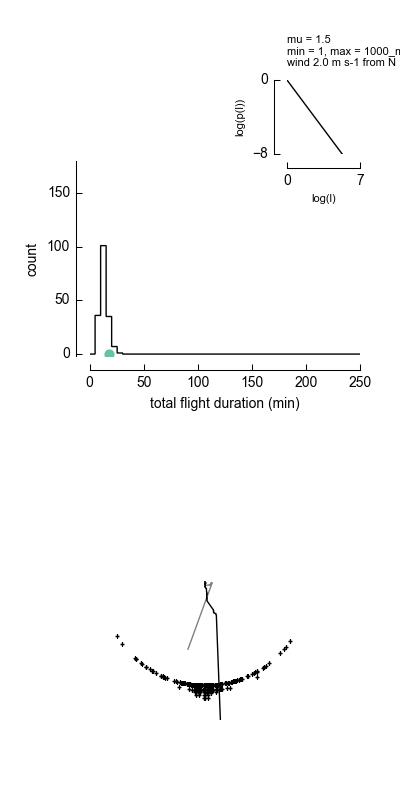 mu = 1.5
min = 1, max = 1000_m
wind 2.0 m s-1 from N
0
log(p(l))
−8
0
7
log(l)
150
count
100
50
0
0
50
100
150
200
250
total flight duration (min)